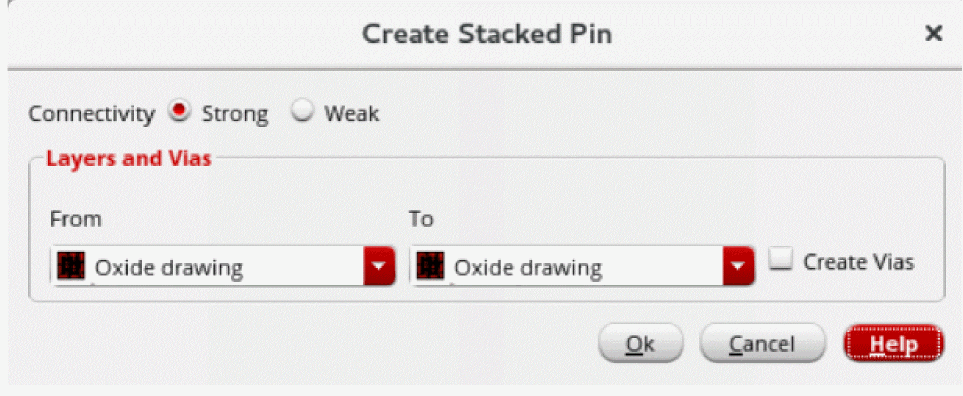 Create Stacked Pin
Connectivity Strong Weak
Layers and Vias
From To
Oxide drawing Oxide drawing Create Vias
Ok Cancel Help